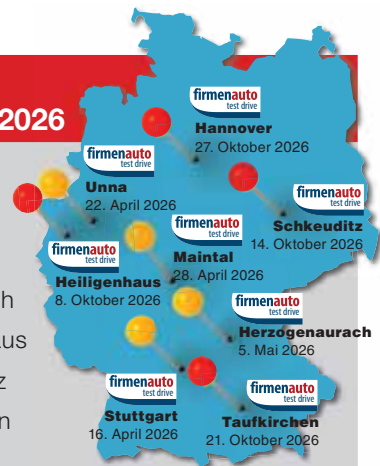 2026
firmenauto
test drive
Hannover
27. Oktober 2026
firmenauto
test drive
Unna
22. April 2026
firmenauto
test drive
Schkeuditz
14. Oktober 2026
firmenauto
test drive
Heiligenhaus
8. Oktober 2026
firmenauto
test drive
Maintal
28. April 2026
firmenauto
test drive
Herzogenaurach
5. Mai 2026
firmenauto
test drive
Stuttgart
16. April 2026
firmenauto
test drive
Taufkirchen
21. Oktober 2026
h
us
z
n